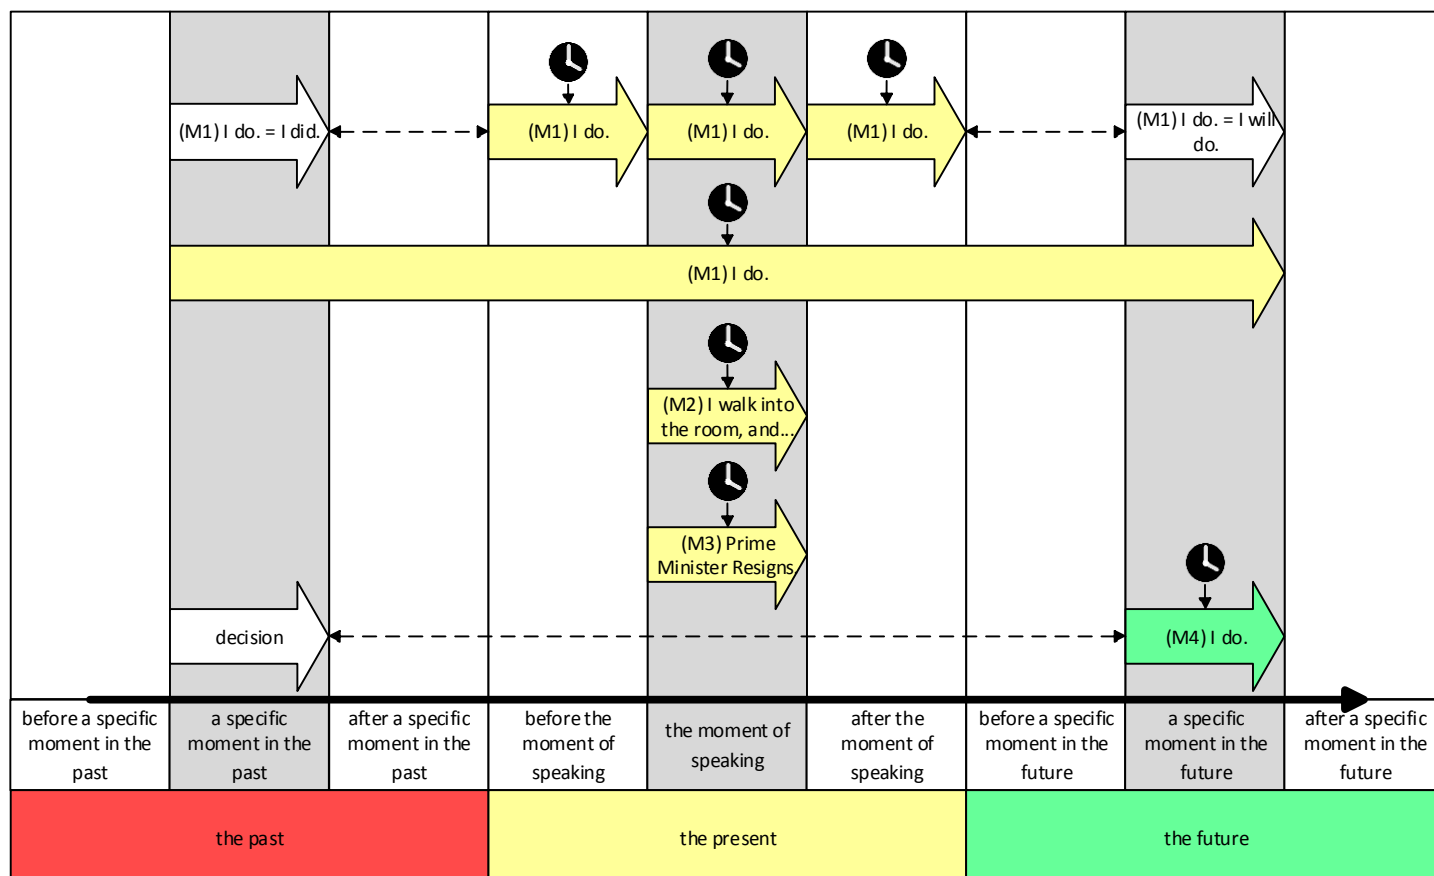 (M1) I do. = I did.
(M1) I do.
(M1) I do.
(M1) I do.
(M1) I do. = I will
do.
(M1) I do.
(M2) I walk into
the room, and...
(M3) Prime
Minister Resigns
decision
(M4) I do.
before a specific
moment in the
past
a specific
moment in the
past
after a specific
moment in the
past
before the
moment of
speaking
the moment of
speaking
after the
moment of
speaking
before a specific
moment in the
future
a specific
moment in the
future
after a specific
moment in the
future
the past
the present
the future